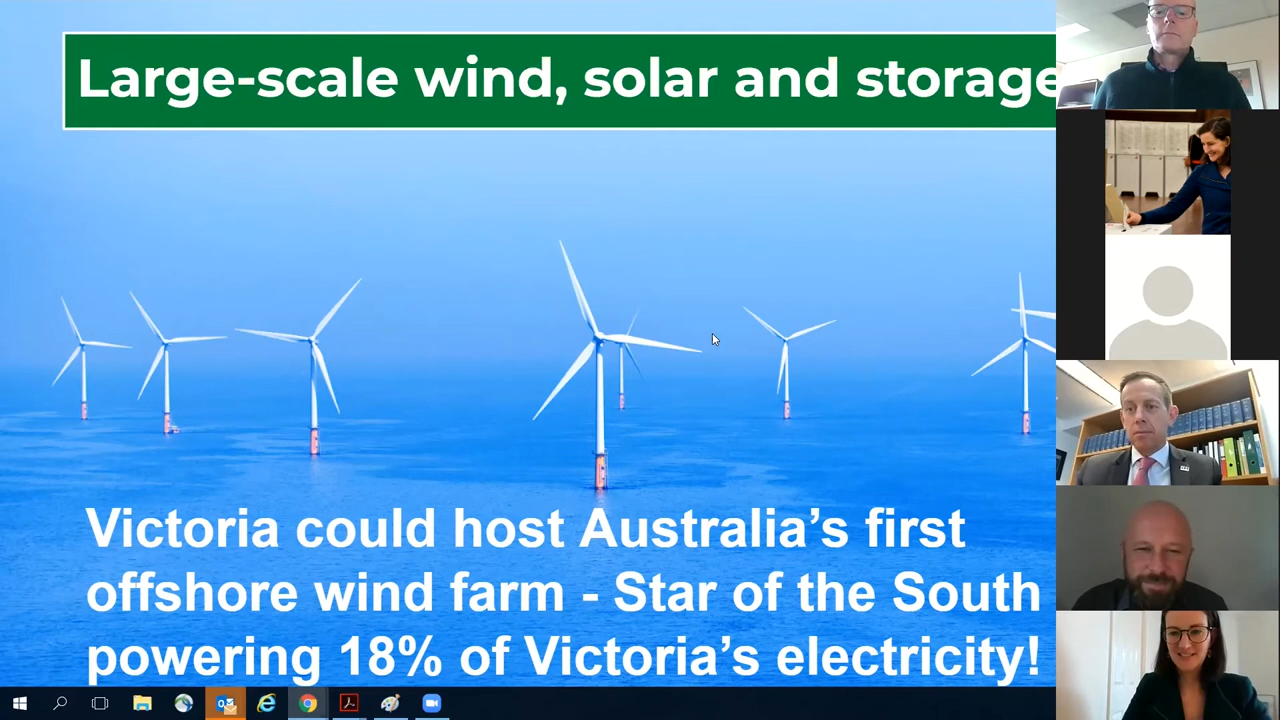 Large-scale wind, solar and storage
Victoria could host Australia's first
offshore wind farm - Star of the South
powering 18% of Victoria's electricity!